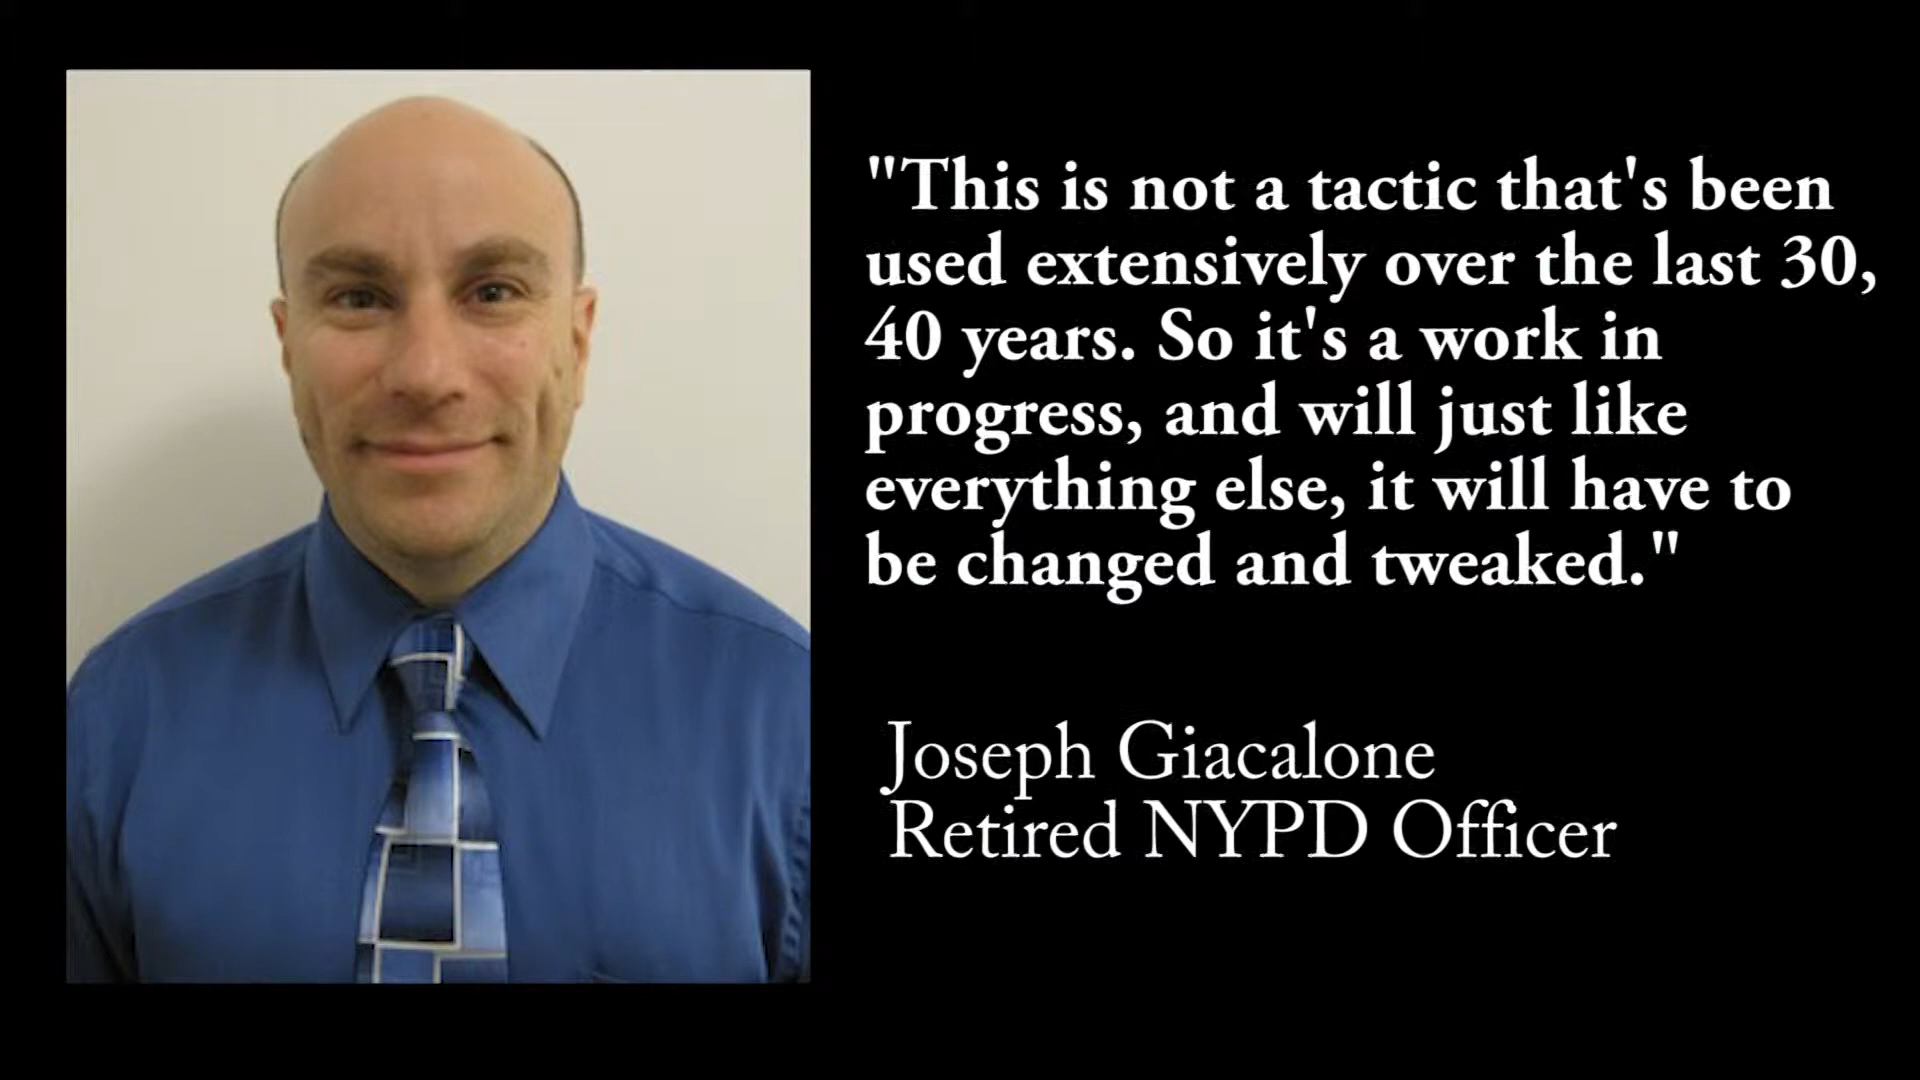 "This is not a tactic that's been
used extensively over the last 30,
40 years. So it's a work in
progress, and will just like
everything else, it will have to
be changed and tweaked."
Joseph Giacalone
Retired NYPD Officer